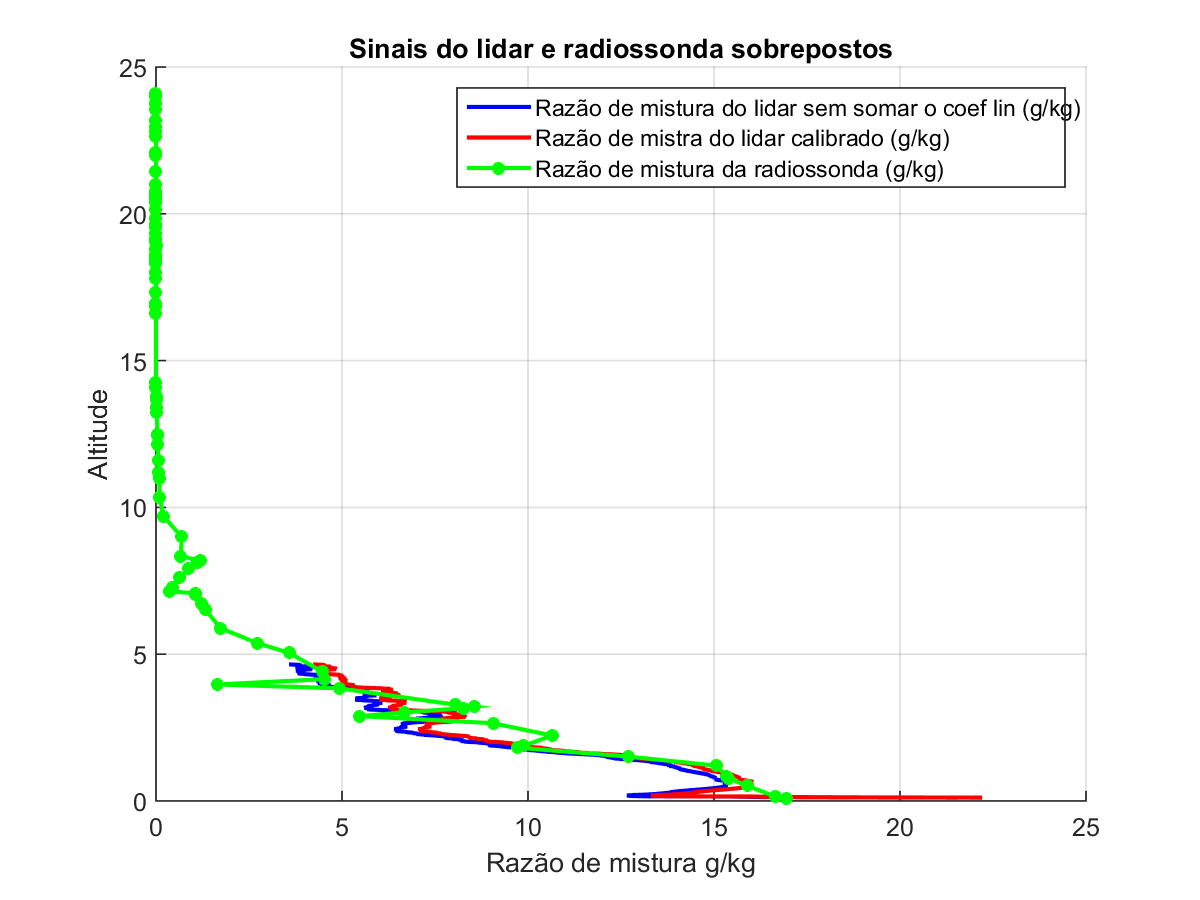 Sinais do lidar e radiossonda sobrepostos
25
20
15
10
5
0
Altitude
Razão de mistura do lidar sem somar o coef lin (g/kg)
Razão de mistra do lidar calibrado (g/kg)
Razão de mistura da radiossonda (g/kg)
0 5 10 15 20 25
Razão de mistura g/kg